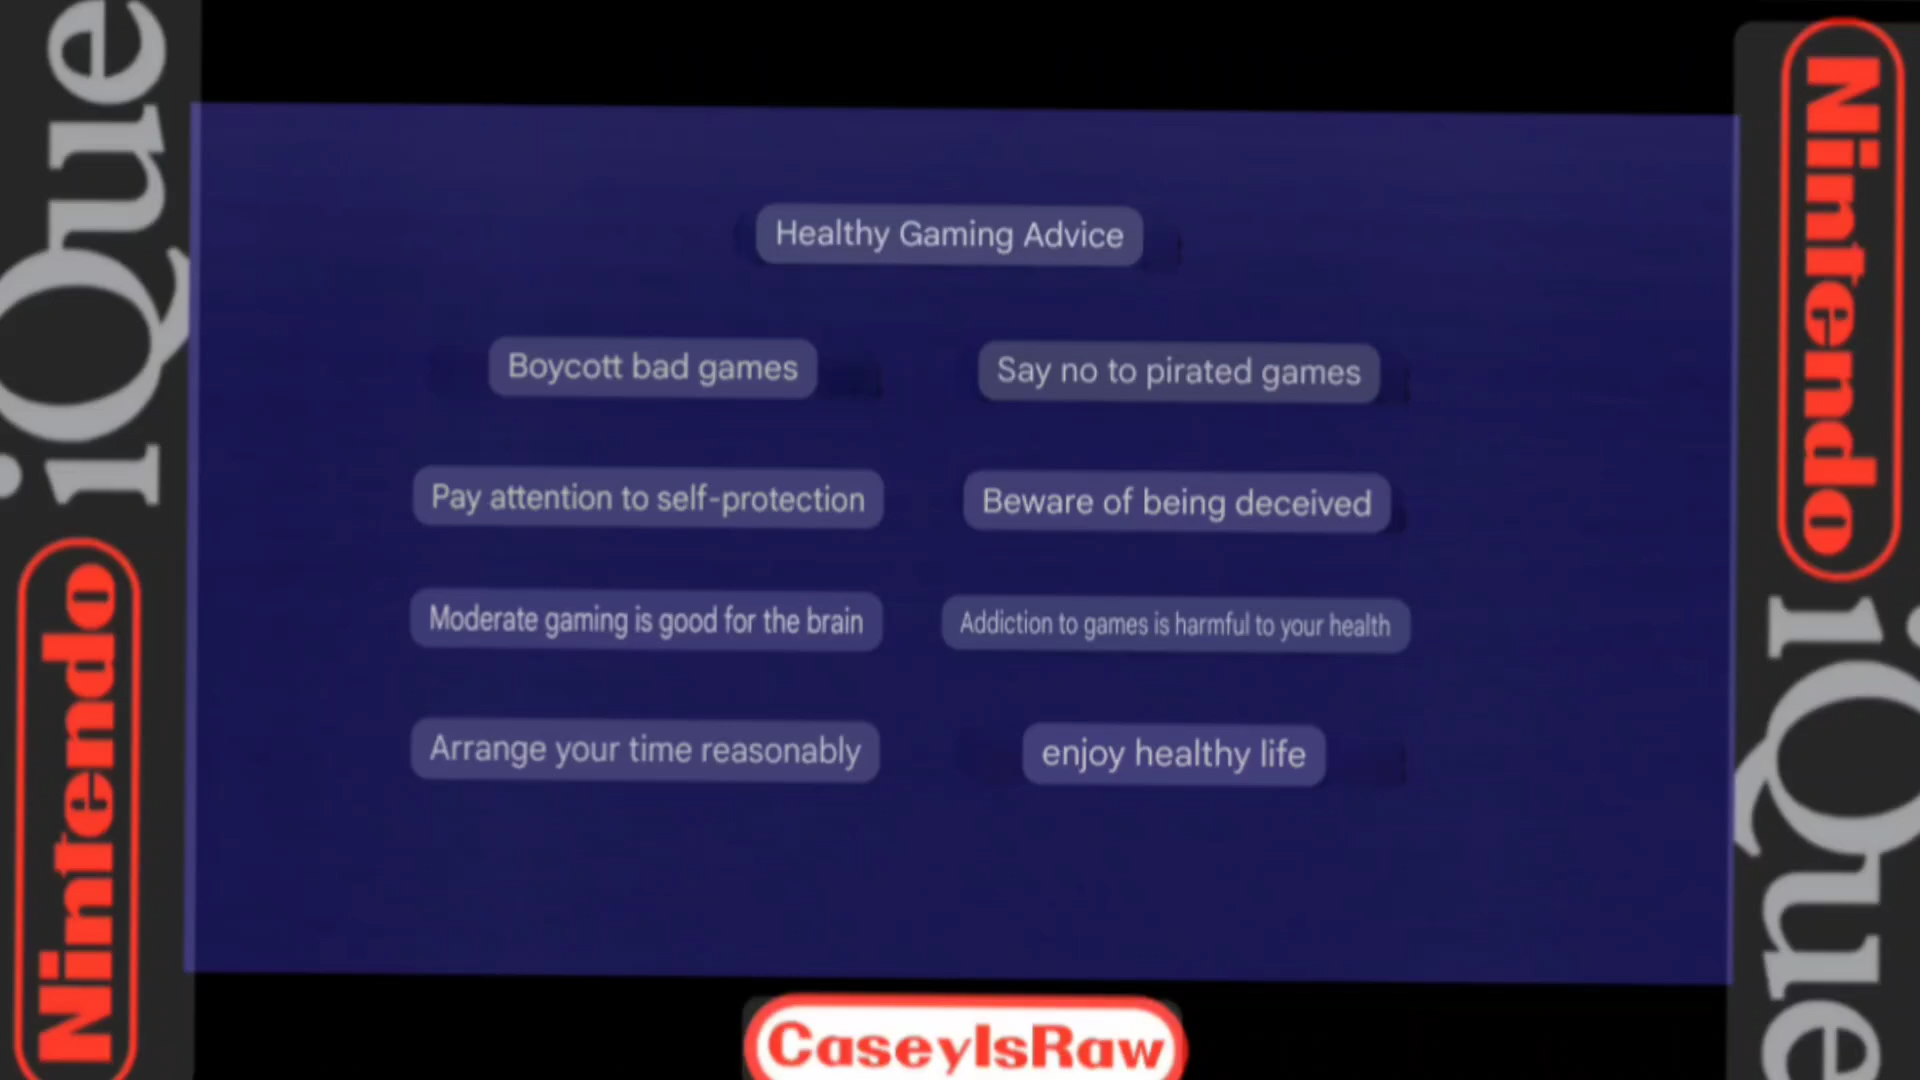 iQue
Nintendo
Healthy Gaming Advice
Boycott bad games
Say no to pirated games
Pay attention to self-protection
Beware of being deceived
Moderate gaming is good for the brain
Addiction to games is harmful to your health
Arrange your time reasonably
enjoy healthy life
Nintendo
iQue
CaseyIsRaw